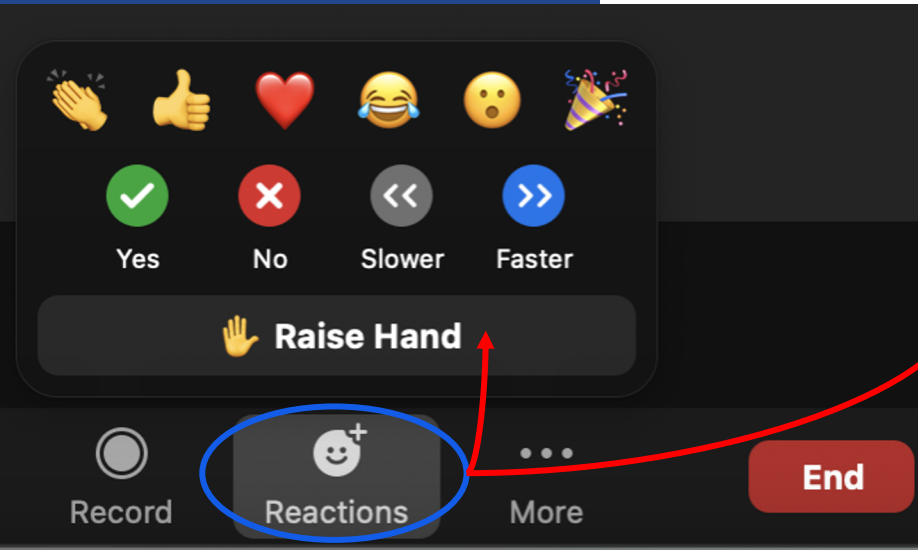 Yes No Slower Faster
Raise Hand
Record Reactions More End